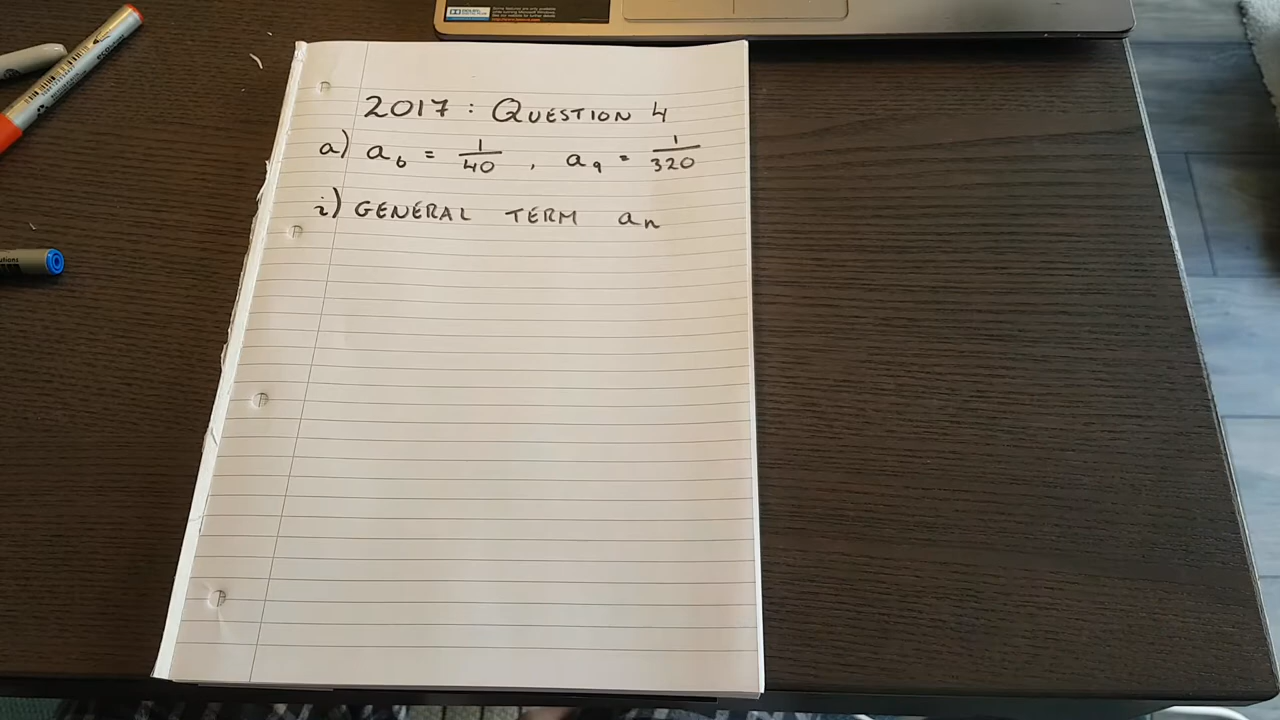 2017 : QUESTION 4
a) a₆ = 1/40 , a₉ = 1/320
i) GENERAL TERM aₙ